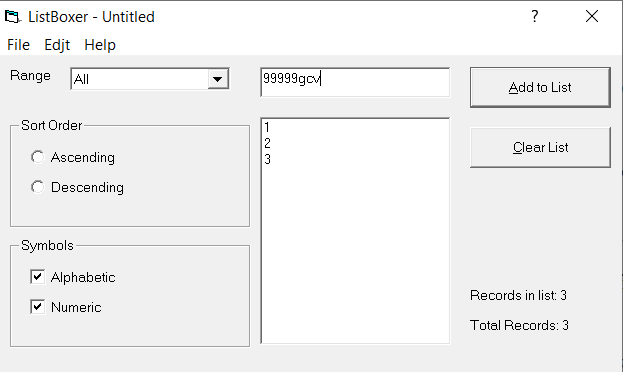 ListBoxer - Untitled
?
File Edjt Help
Range
All
99999gcv
Add to List
Sort Order
Ascending
Descending
1
2
3
Clear List
Symbols
Alphabetic
Numeric
Records in list: 3
Total Records: 3